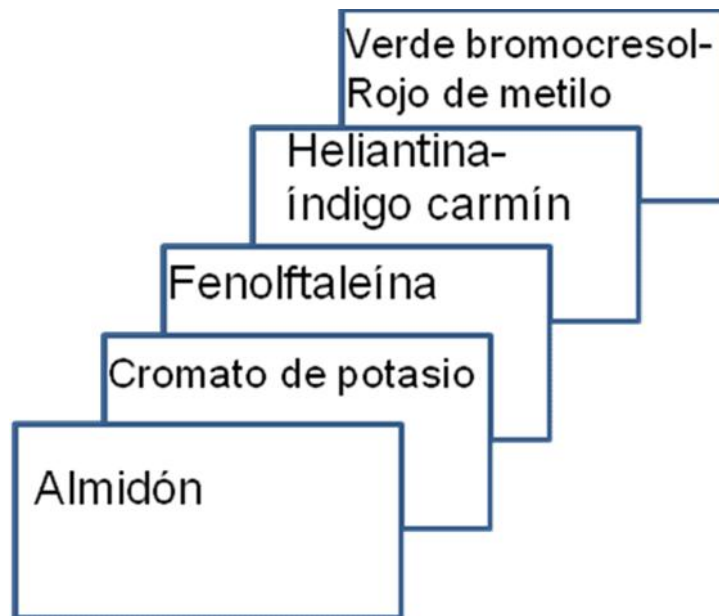 Verde bromocresol-
Rojo de metilo
Heliantina-
índigo carmín
Fenolftaleína
Cromato de potasio
Almidón